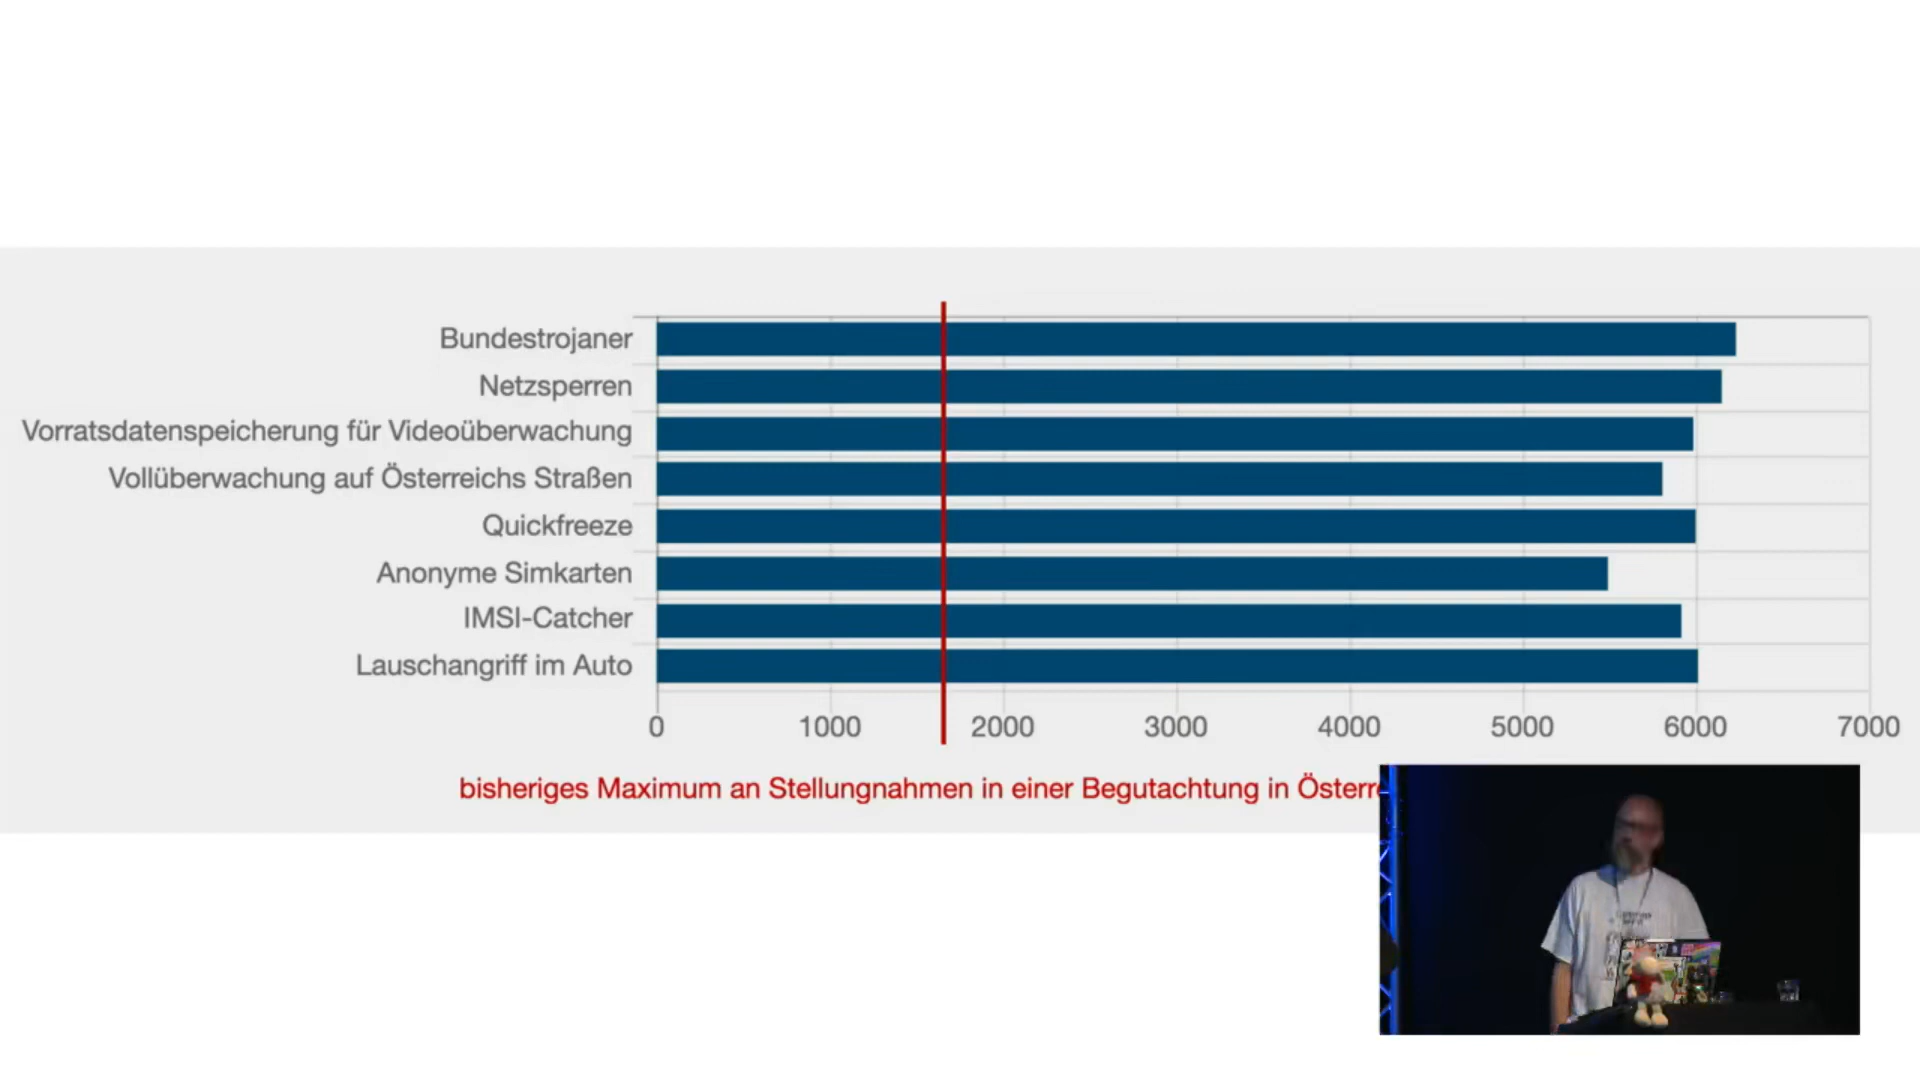 Bundestrojaner
Netzsperren
Vorratsdatenspeicherung für Videoüberwachung
Vollüberwachung auf Österreichs Straßen
Quickfreeze
Anonyme Simkarten
IMSI-Catcher
Lauschangriff im Auto
0 1000 2000 3000 4000 5000 6000 7000
bisheriges Maximum an Stellungnahmen in einer Begutachtung in